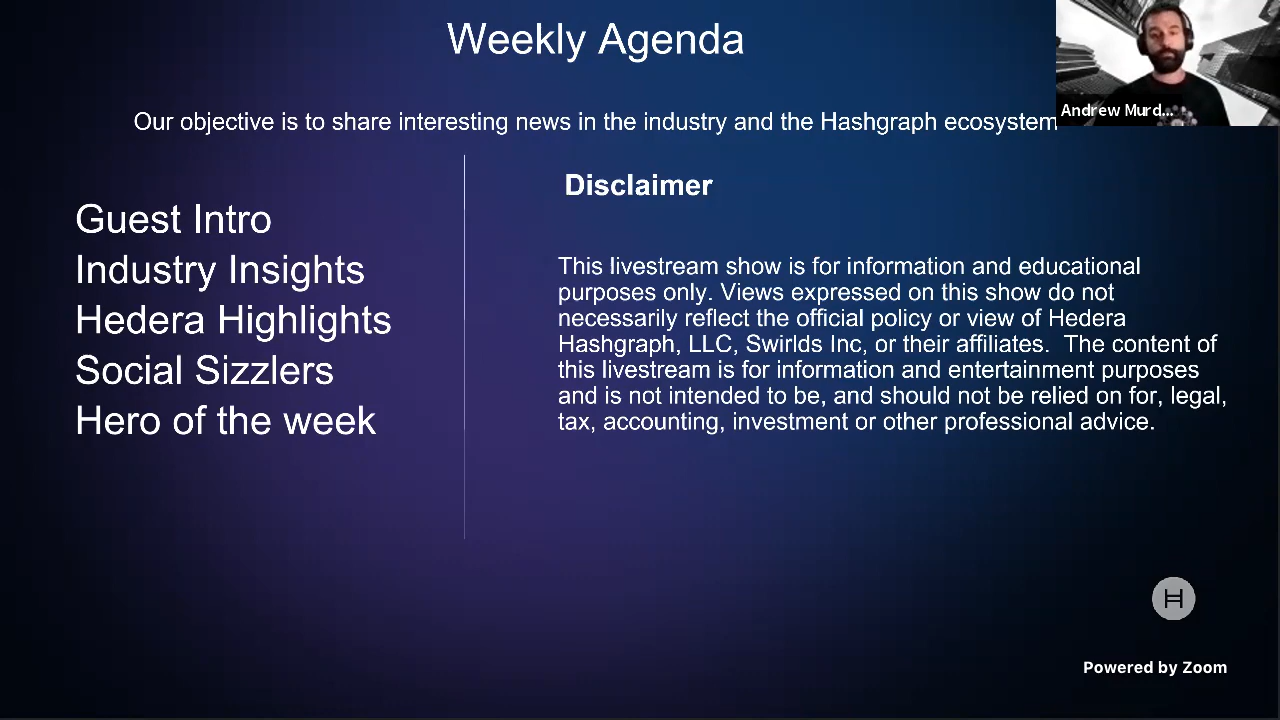 Weekly Agenda
Our objective is to share interesting news in the industry and the Hashgraph ecosystem
Andrew Murd...
Guest Intro
Industry Insights
Hedera Highlights
Social Sizzlers
Hero of the week
Disclaimer
This livestream show is for information and educational
purposes only. Views expressed on this show do not
necessarily reflect the official policy or view of Hedera
Hashgraph, LLC, Swirlds Inc, or their affiliates.  The content of
this livestream is for information and entertainment purposes
and is not intended to be, and should not be relied on for, legal,
tax, accounting, investment or other professional advice.
Powered by Zoom